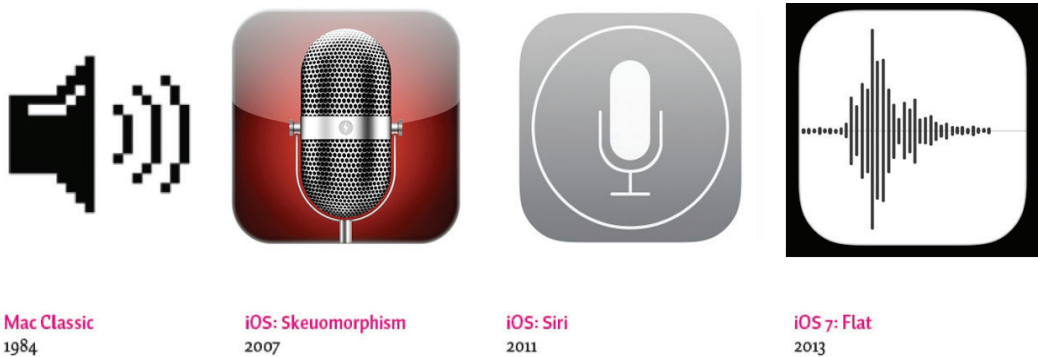 Mac Classic
1984
iOS: Skeuomorphism
2007
iOS: Siri
2011
iOS 7: Flat
2013